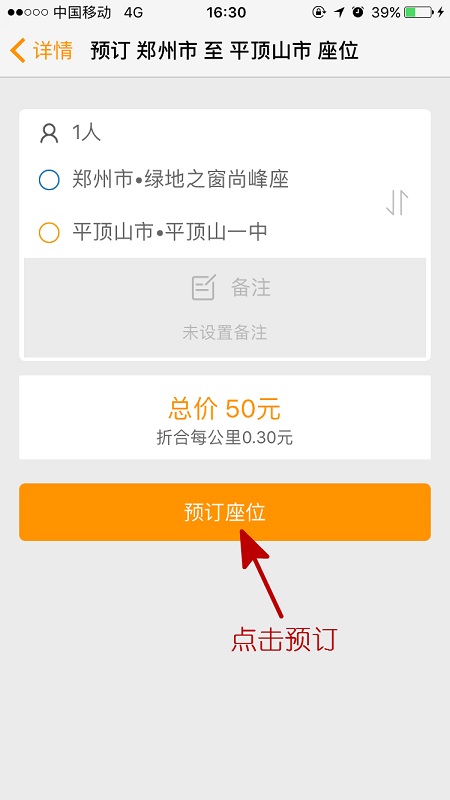 中国移动 4G 16:30 39%
详情 预订 郑州市 至 平顶山市 座位
1人
郑州市•绿地之窗尚峰座
平顶山市•平顶山一中
备注
未设置备注
总价 50元
折合每公里0.30元
预订座位
点击预订